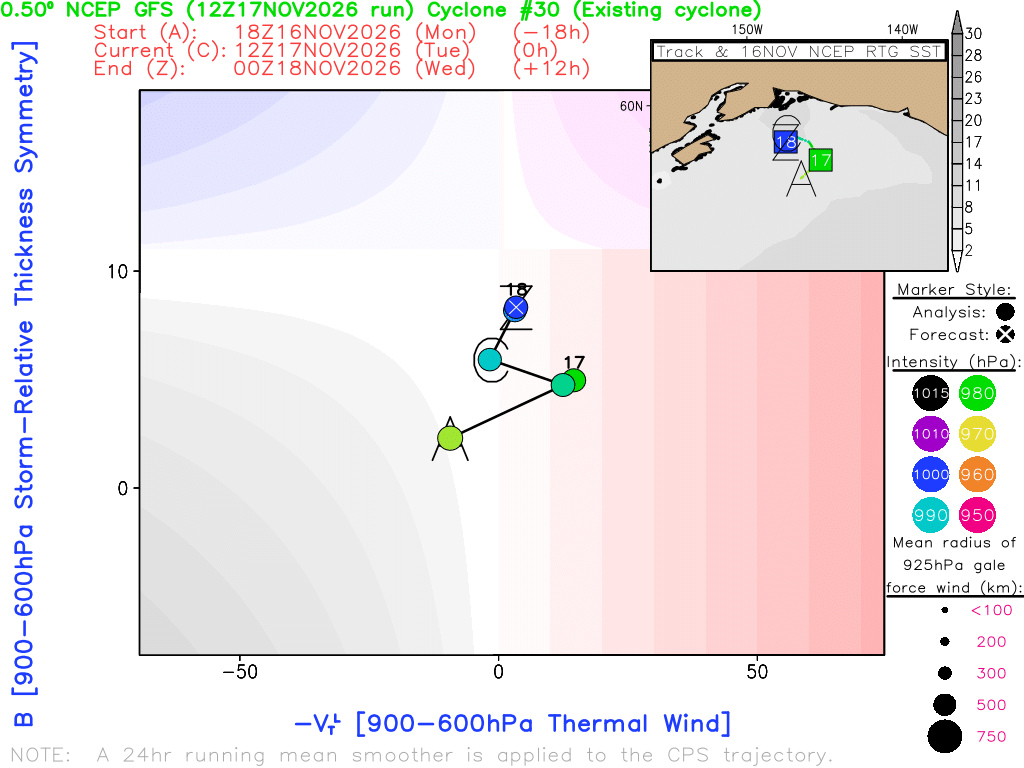 0.50° NCEP GFS (12Z17NOV2026 run) Cyclone #30 (Existing cyclone)
Start (A): 18Z16NOV2026 (Mon) (−18h)
Current (C): 12Z17NOV2026 (Tue) (0h)
End (Z): 00Z18NOV2026 (Wed) (+12h)
B [900−600hPa Storm−Relative Thickness Symmetry]
150W 140W
Track & 16NOV NCEP RTG SST
60N
18
17
A
C
Z
30
28
26
23
20
17
14
11
8
5
2
10
0
18
Z
17
C
A
−50 0 50
−VTL [900−600hPa Thermal Wind]
Marker Style:
Analysis:
Forecast:
Intensity (hPa):
1015 980
1010 970
1000 960
990 950
Mean radius of
925hPa gale
force wind (km):
<100
200
300
500
750
NOTE: A 24hr running mean smoother is applied to the CPS trajectory.